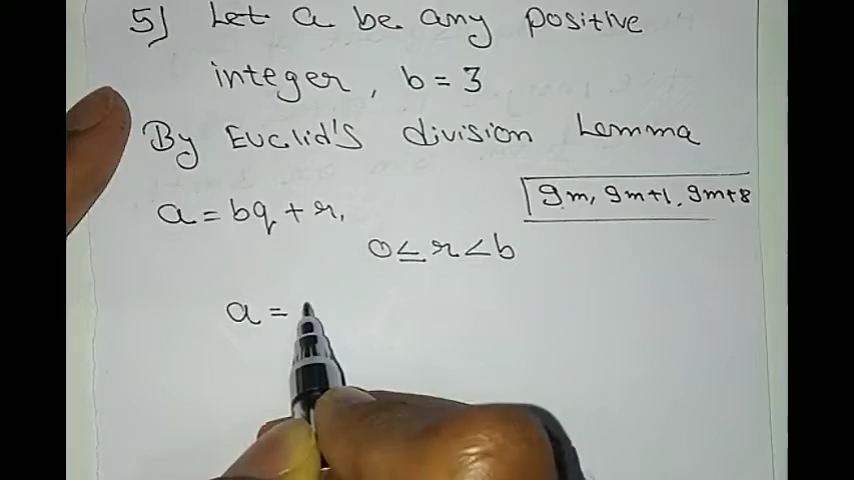 5) Let a be any positive
integer, b = 3
By Euclid's division Lemma
a = bq + r,
9m, 9m+1, 9m+8
0 ≤ r < b
a =